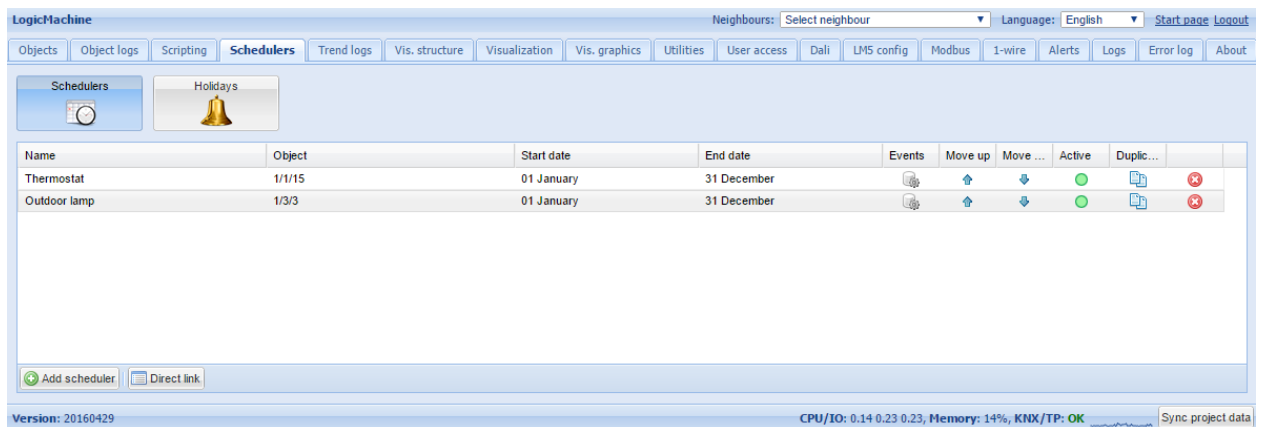 LogicMachine Neighbours: Select neighbour Language: English Start page Logout
Objects Object logs Scripting Schedulers Trend logs Vis. structure Visualization Vis. graphics Utilities User access Dali LM5 config Modbus 1-wire Alerts Logs Error log About
Schedulers Holidays
Name Object Start date End date Events Move up Move ... Active Duplic...
Thermostat 1/1/15 01 January 31 December
Outdoor lamp 1/3/3 01 January 31 December
Add scheduler Direct link
Version: 20160429 CPU/IO: 0.14 0.23 0.23, Memory: 14%, KNX/TP: OK Sync project data